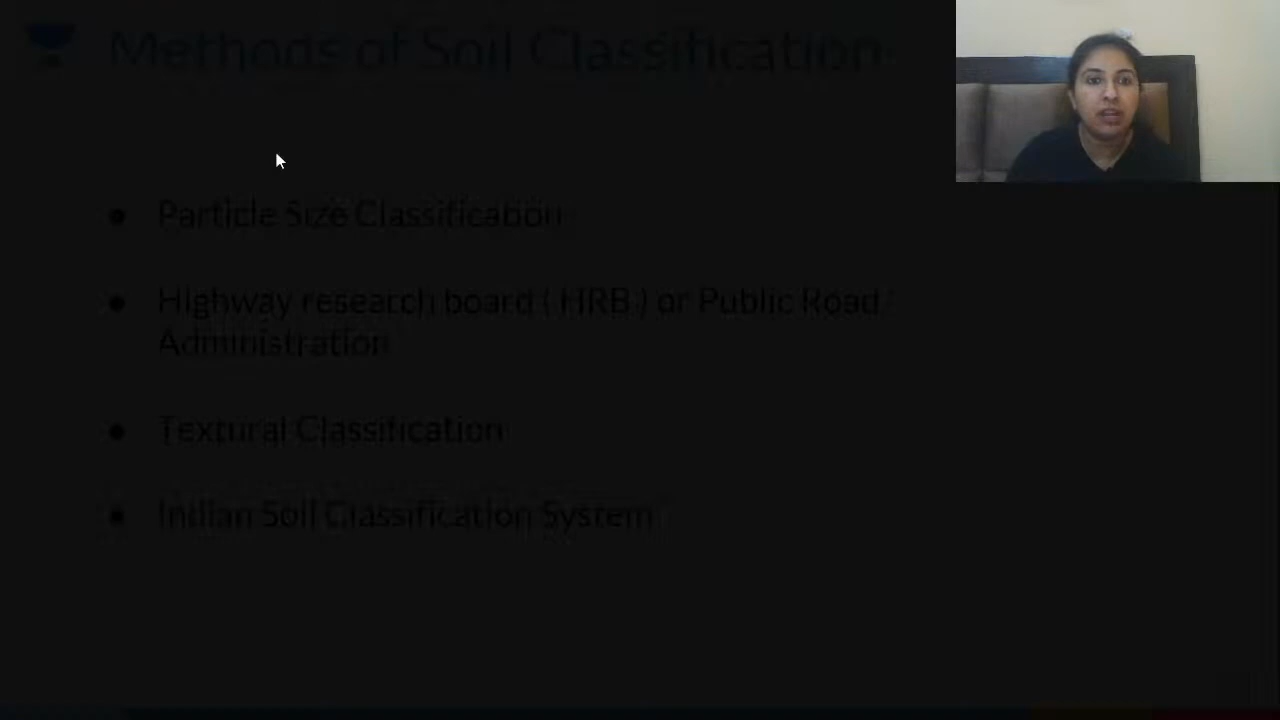 Methods of Soil Classification
● Particle Size Classification
● Highway research board ( HRB ) or Public Road
Administration
● Textural Classification
● Indian Soil Classification System